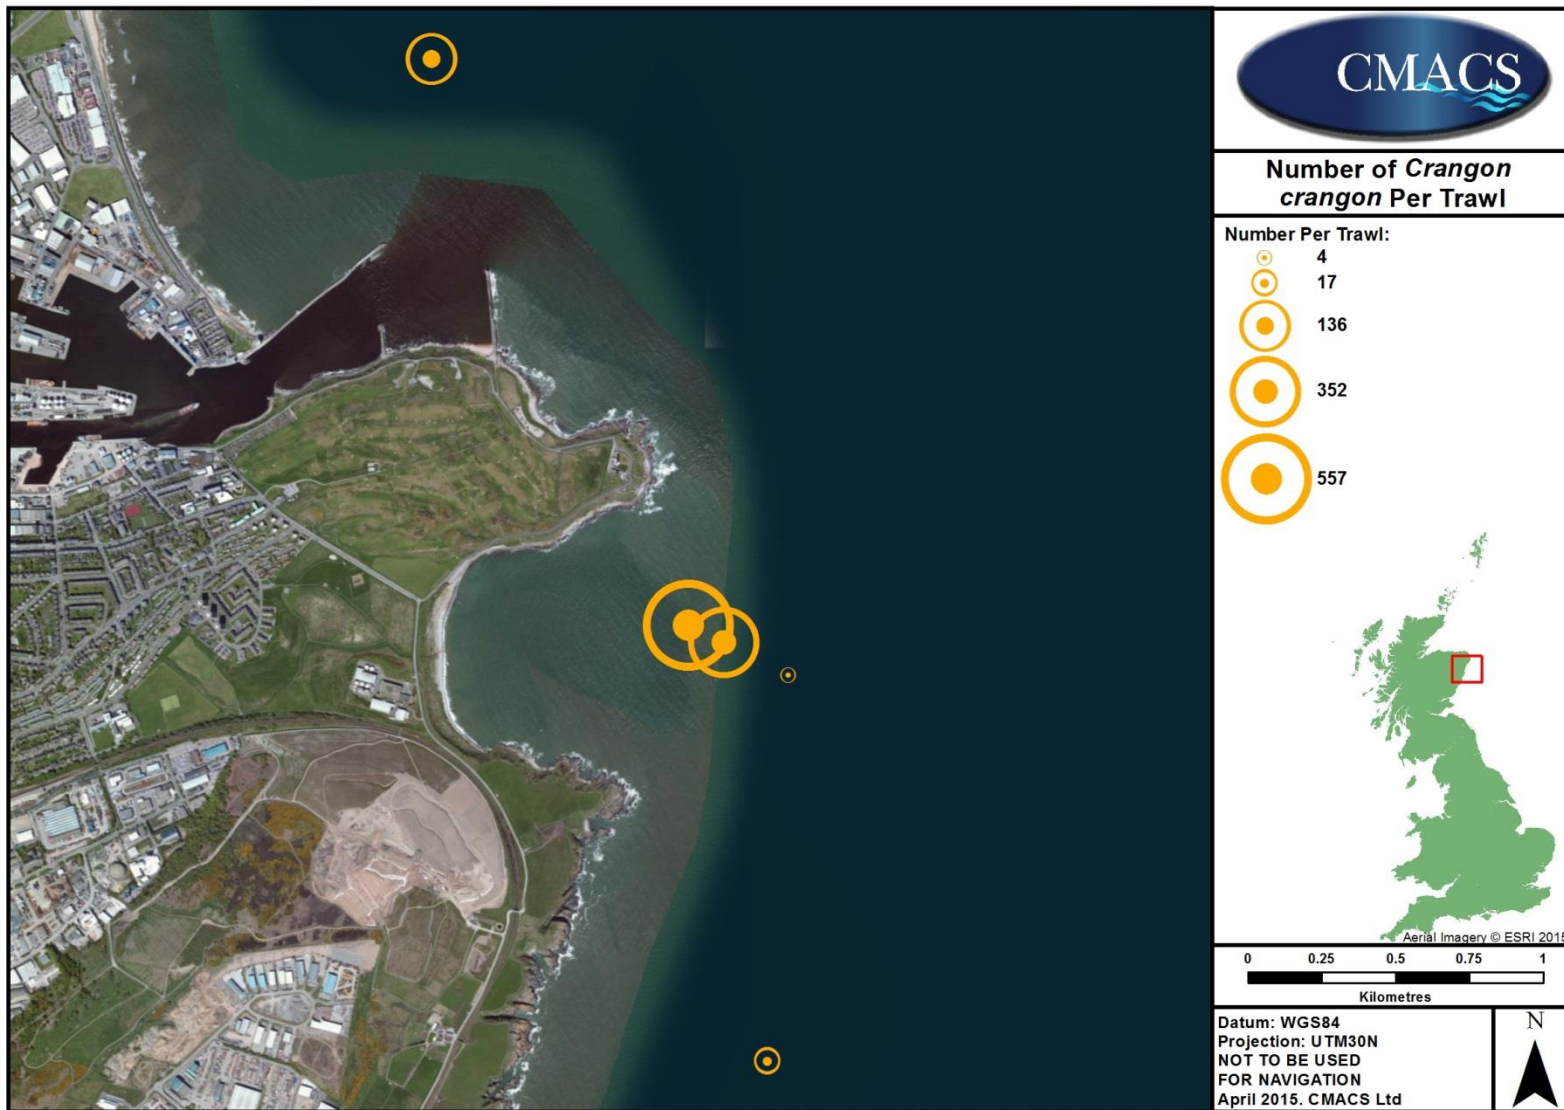 CMACS
Number of Crangon
crangon Per Trawl
Number Per Trawl:
4
17
136
352
557
Aerial Imagery © ESRI 2015
0 0.25 0.5 0.75 1
Kilometres
Datum: WGS84
Projection: UTM30N
NOT TO BE USED
FOR NAVIGATION
April 2015. CMACS Ltd
N